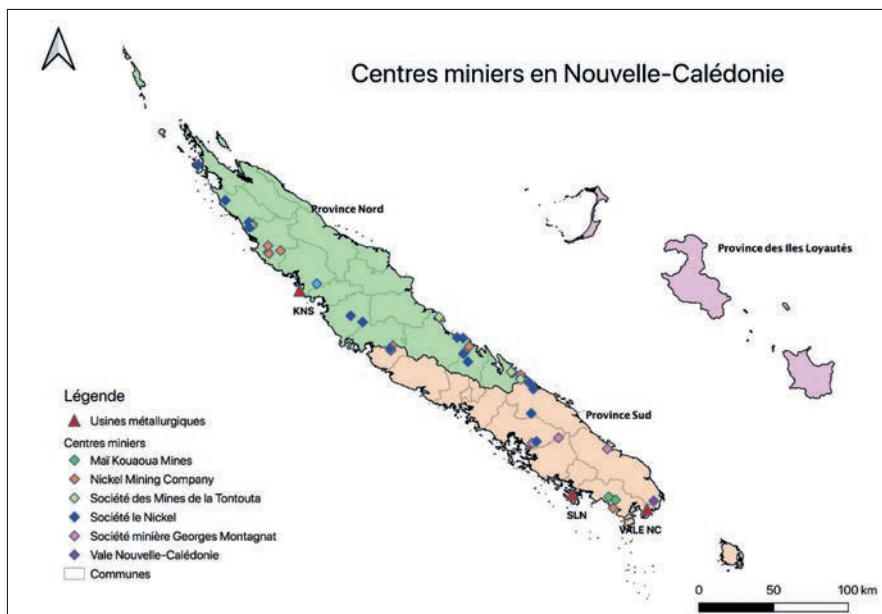 Centres miniers en Nouvelle-Calédonie
Province Nord
Province des Iles Loyautés
KNS
Province Sud
SLN
VALE NC
Légende
Usines métallurgiques
Centres miniers
Maï Kouaoua Mines
Nickel Mining Company
Société des Mines de la Tontouta
Société le Nickel
Société minière Georges Montagnat
Vale Nouvelle-Calédonie
Communes
0 50 100 km